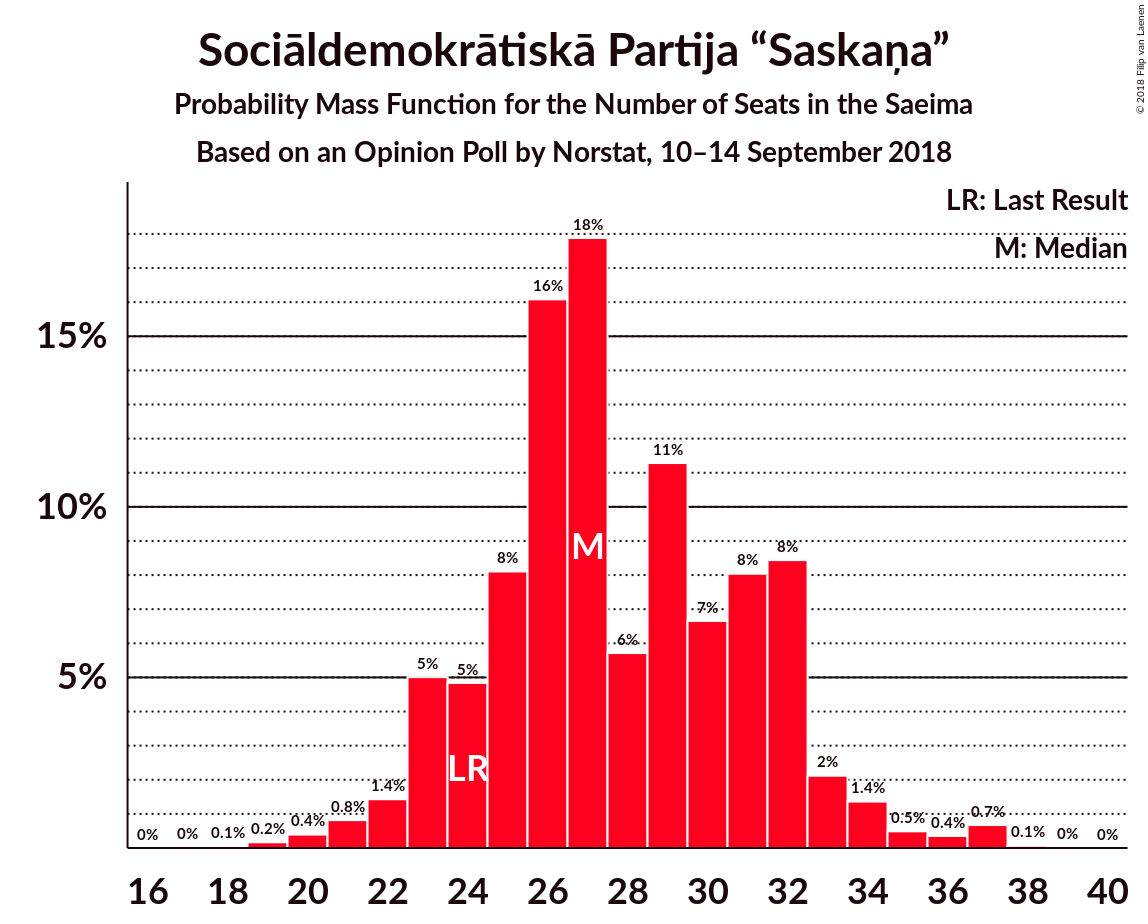 Sociāldemokrātiskā Partija “Saskaņa”
Probability Mass Function for the Number of Seats in the Saeima
Based on an Opinion Poll by Norstat, 10–14 September 2018
© 2018 Filip van Laenen
LR: Last Result
M: Median
15%
10%
5%
0% 0% 0.1% 0.2% 0.4% 0.8% 1.4% 5% 5% 8% 16% 18% 6% 11% 7% 8% 8% 2% 1.4% 0.5% 0.4% 0.7% 0.1% 0% 0%
LR
M
16 18 20 22 24 26 28 30 32 34 36 38 40